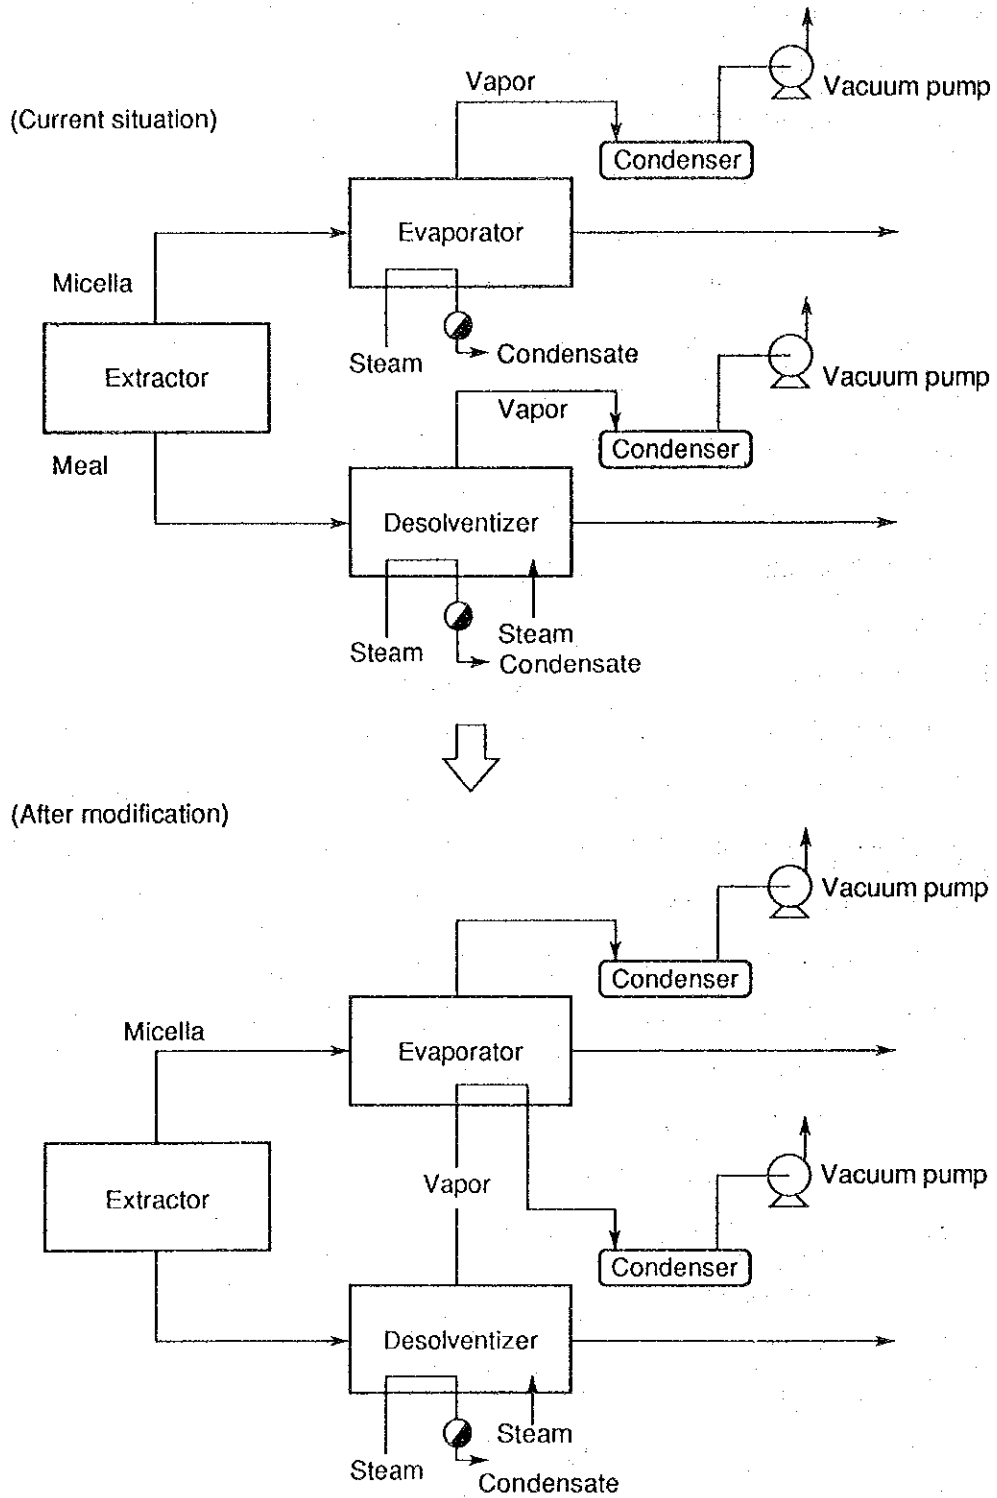 Vapor
Vacuum pump
(Current situation)
Condenser
Evaporator
Micella
Steam
Condensate
Extractor
Vacuum pump
Vapor
Condenser
Meal
Desolventizer
Steam
Steam
Condensate
(After modification)
Vacuum pump
Condenser
Micella
Evaporator
Vapor
Vacuum pump
Extractor
Condenser
Desolventizer
Steam
Steam
Condensate